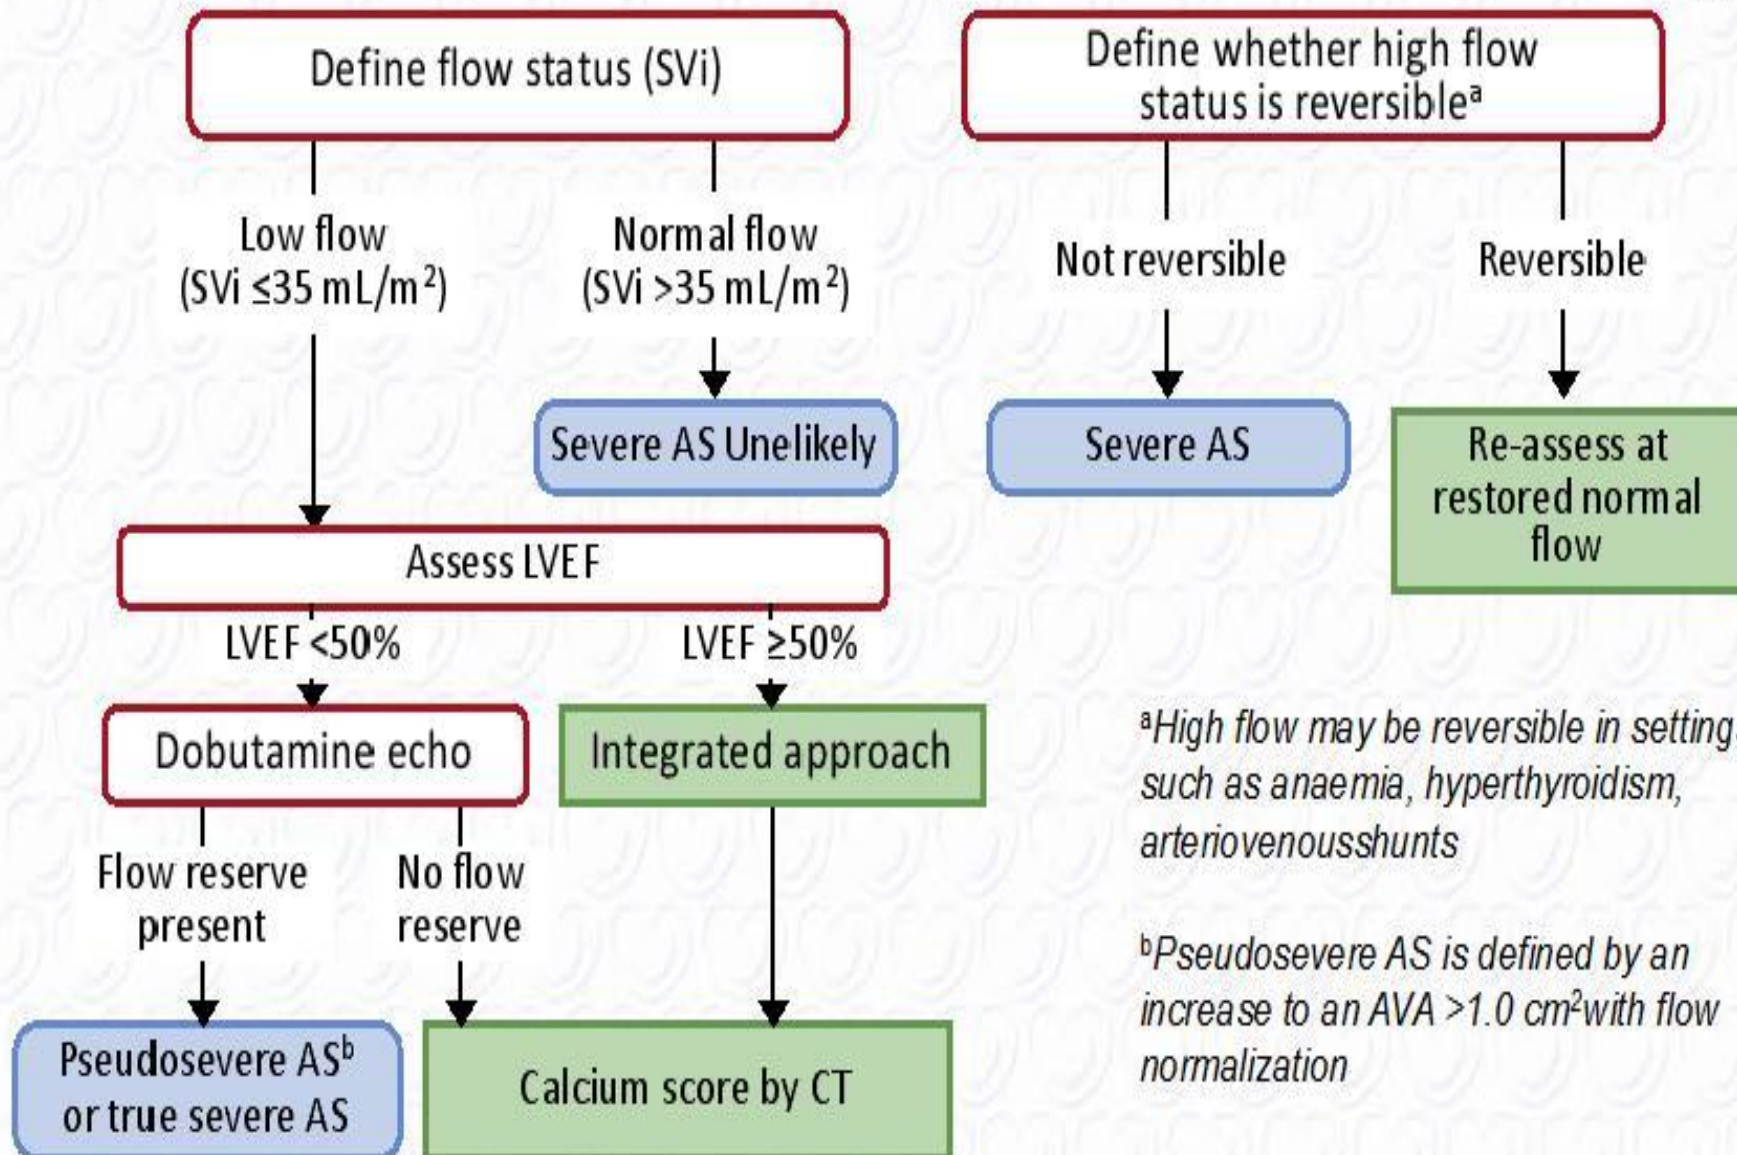 Define flow status (SVi)
Define whether high flow
status is reversibleᵃ
Low flow
(SVi ≤35 mL/m²)
Normal flow
(SVi >35 mL/m²)
Not reversible
Reversible
Severe AS Unelikely
Severe AS
Re-assess at
restored normal
flow
Assess LVEF
LVEF <50%
LVEF ≥50%
Dobutamine echo
Integrated approach
Flow reserve
present
No flow
reserve
Pseudosevere ASᵇ
or true severe AS
Calcium score by CT
ᵃHigh flow may be reversible in setting
such as anaemia, hyperthyroidism,
arteriovenousshunts
ᵇPseudosevere AS is defined by an
increase to an AVA >1.0 cm²with flow
normalization